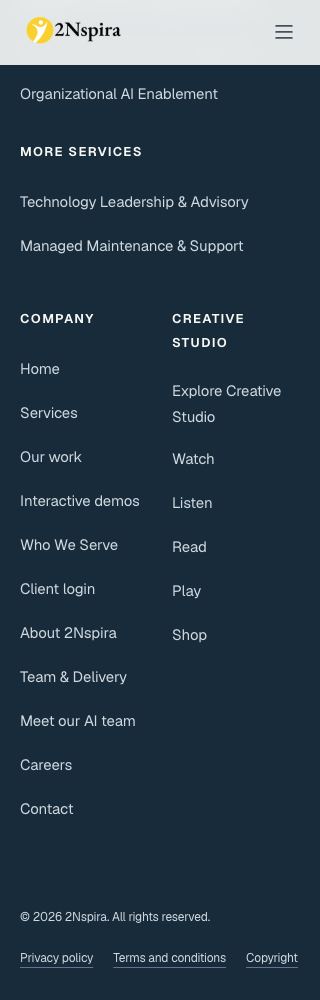 2Nspira
Organizational AI Enablement
MORE SERVICES
Technology Leadership & Advisory
Managed Maintenance & Support
COMPANY
Home
Services
Our work
Interactive demos
Who We Serve
Client login
About 2Nspira
Team & Delivery
Meet our AI team
Careers
Contact
CREATIVE
STUDIO
Explore Creative
Studio
Watch
Listen
Read
Play
Shop
© 2026 2Nspira. All rights reserved.
Privacy policy Terms and conditions Copyright